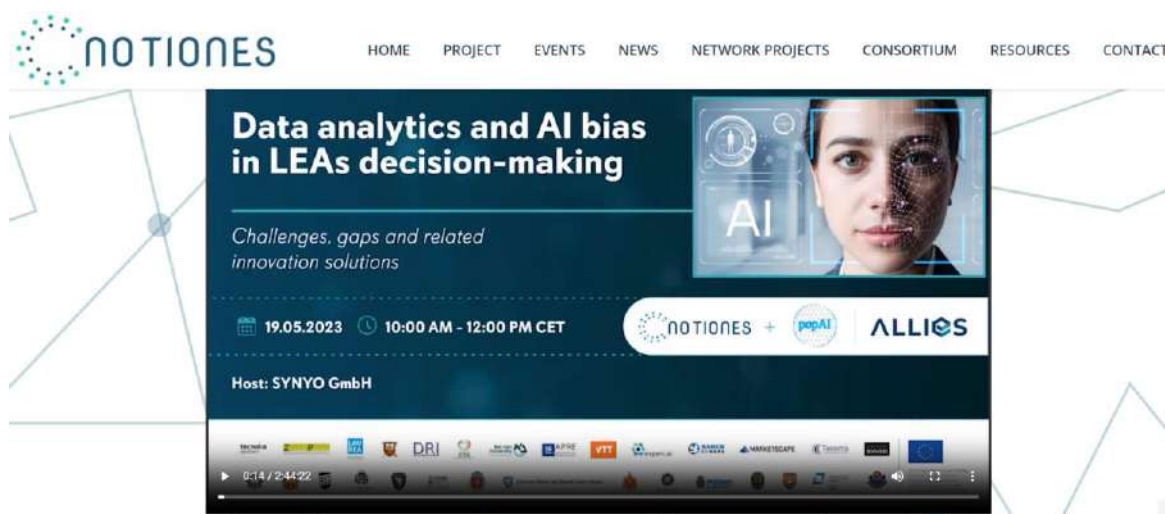 NOTIONES
HOME PROJECT EVENTS NEWS NETWORK PROJECTS CONSORTIUM RESOURCES CONTACT
Data analytics and AI bias
in LEAs decision-making
AI
Challenges, gaps and related
innovation solutions
19.05.2023 10:00 AM - 12:00 PM CET
NOTIONES + popAI ALLIES
Host: SYNYO GmbH
DRI APRE VTT expert.ai MARKETSCAPE
0:14 / 2:44:22